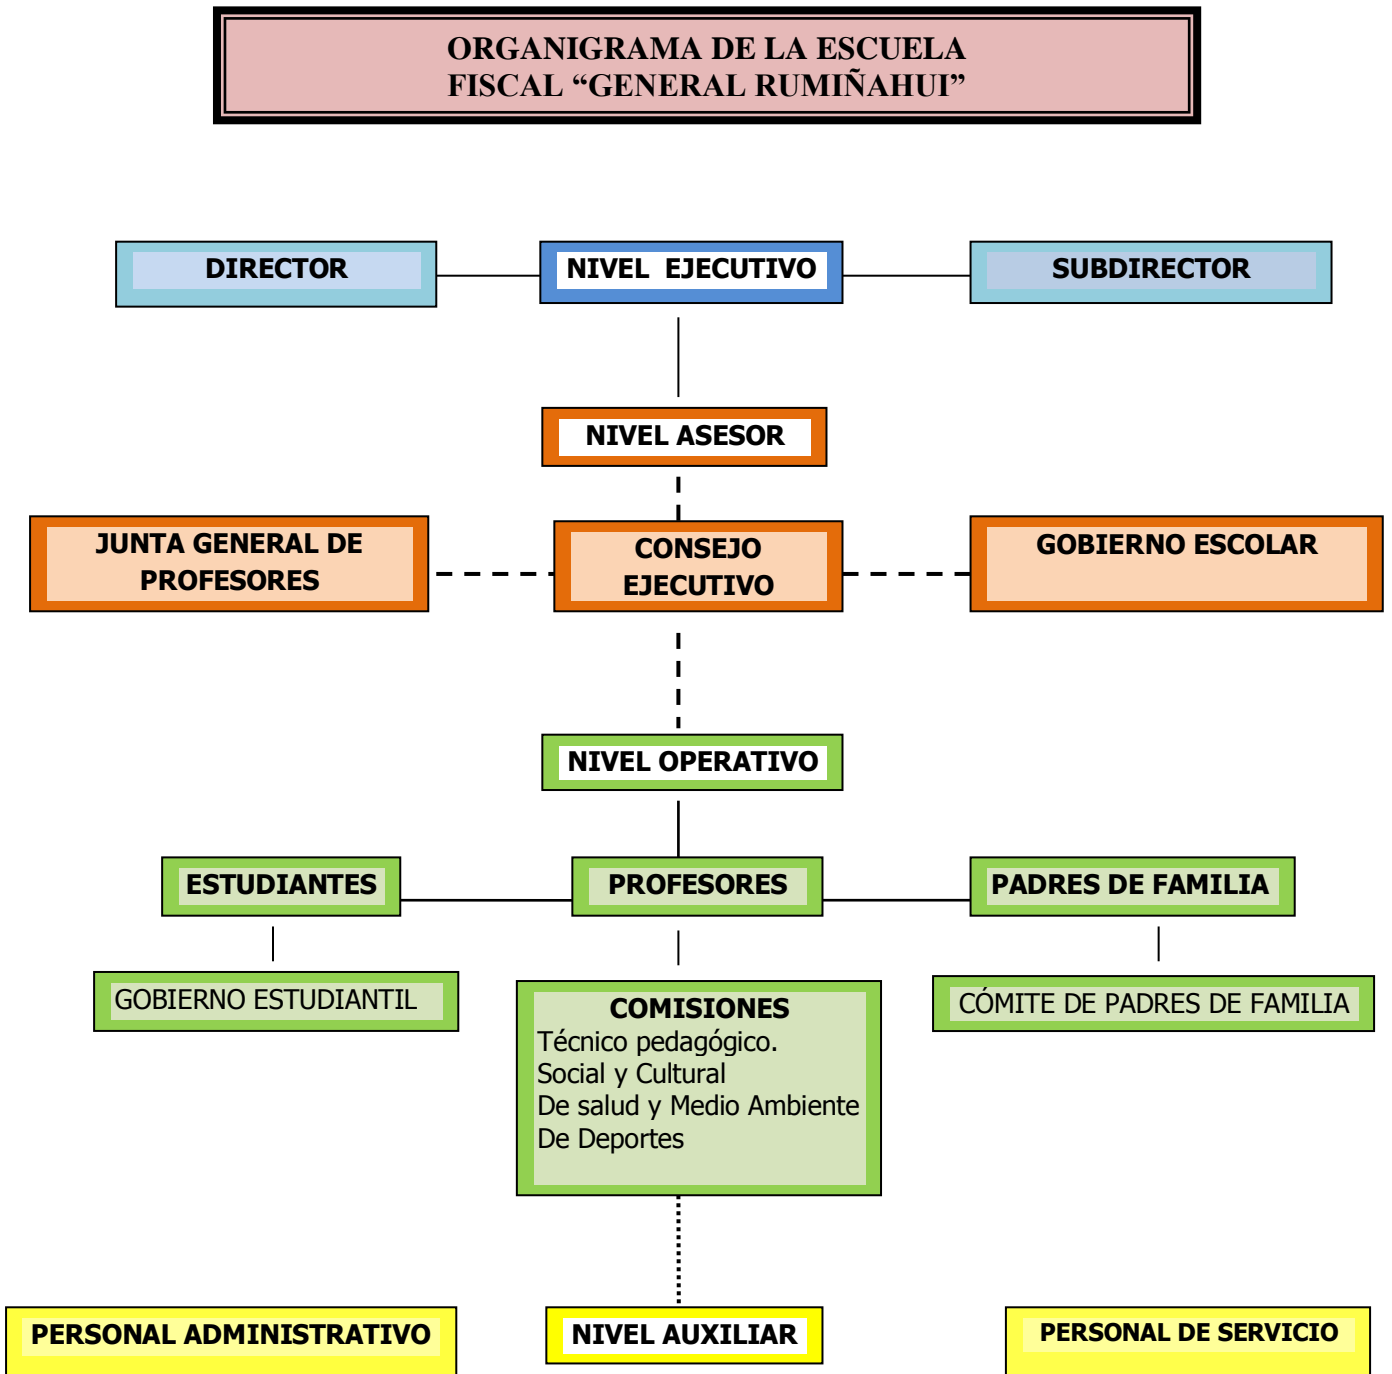 ORGANIGRAMA DE LA ESCUELA
FISCAL “GENERAL RUMIÑAHUI”
DIRECTOR
NIVEL EJECUTIVO
SUBDIRECTOR
NIVEL ASESOR
JUNTA GENERAL DE
PROFESORES
CONSEJO
EJECUTIVO
GOBIERNO ESCOLAR
NIVEL OPERATIVO
ESTUDIANTES
PROFESORES
PADRES DE FAMILIA
GOBIERNO ESTUDIANTIL
COMISIONES
Técnico pedagógico.
Social y Cultural
De salud y Medio Ambiente
De Deportes
CÓMITE DE PADRES DE FAMILIA
PERSONAL ADMINISTRATIVO
NIVEL AUXILIAR
PERSONAL DE SERVICIO